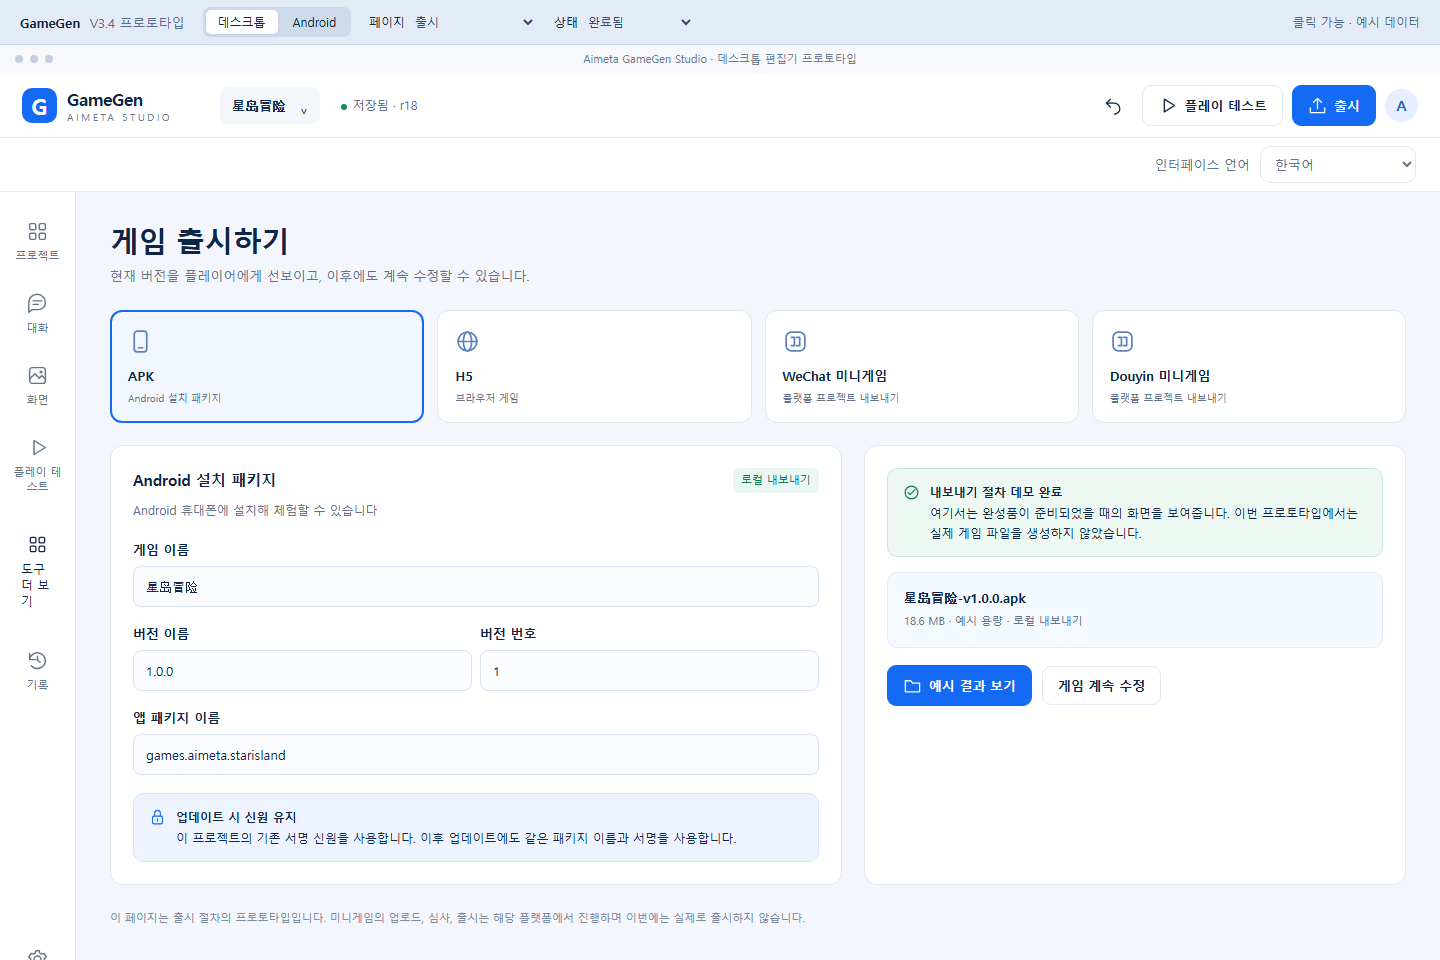 GameGen V3.4 프로토타입 데스크톱 Android 페이지 출시 상태 완료됨 클릭 가능 · 예시 데이터
Aimeta GameGen Studio · 데스크톱 편집기 프로토타입
G GameGen
AIMETA STUDIO
星岛冒险
저장됨 · r18
플레이 테스트
출시
A
인터페이스 언어 한국어
프로젝트
대화
화면
플레이 테
스트
도구
더 보
기
기록
게임 출시하기
현재 버전을 플레이어에게 선보이고, 이후에도 계속 수정할 수 있습니다.
APK
Android 설치 패키지
H5
브라우저 게임
WeChat 미니게임
플랫폼 프로젝트 내보내기
Douyin 미니게임
플랫폼 프로젝트 내보내기
Android 설치 패키지
로컬 내보내기
Android 휴대폰에 설치해 체험할 수 있습니다
게임 이름
星岛冒险
버전 이름
1.0.0
버전 번호
1
앱 패키지 이름
games.aimeta.starisland
업데이트 시 신원 유지
이 프로젝트의 기존 서명 신원을 사용합니다. 이후 업데이트에도 같은 패키지 이름과 서명을 사용합니다.
내보내기 절차 데모 완료
여기서는 완성품이 준비되었을 때의 화면을 보여줍니다. 이번 프로토타입에서는
실제 게임 파일을 생성하지 않았습니다.
星岛冒险-v1.0.0.apk
18.6 MB · 예시 용량 · 로컬 내보내기
예시 결과 보기
게임 계속 수정
이 페이지는 출시 절차의 프로토타입입니다. 미니게임의 업로드, 심사, 출시는 해당 플랫폼에서 진행하며 이번에는 실제로 출시하지 않습니다.